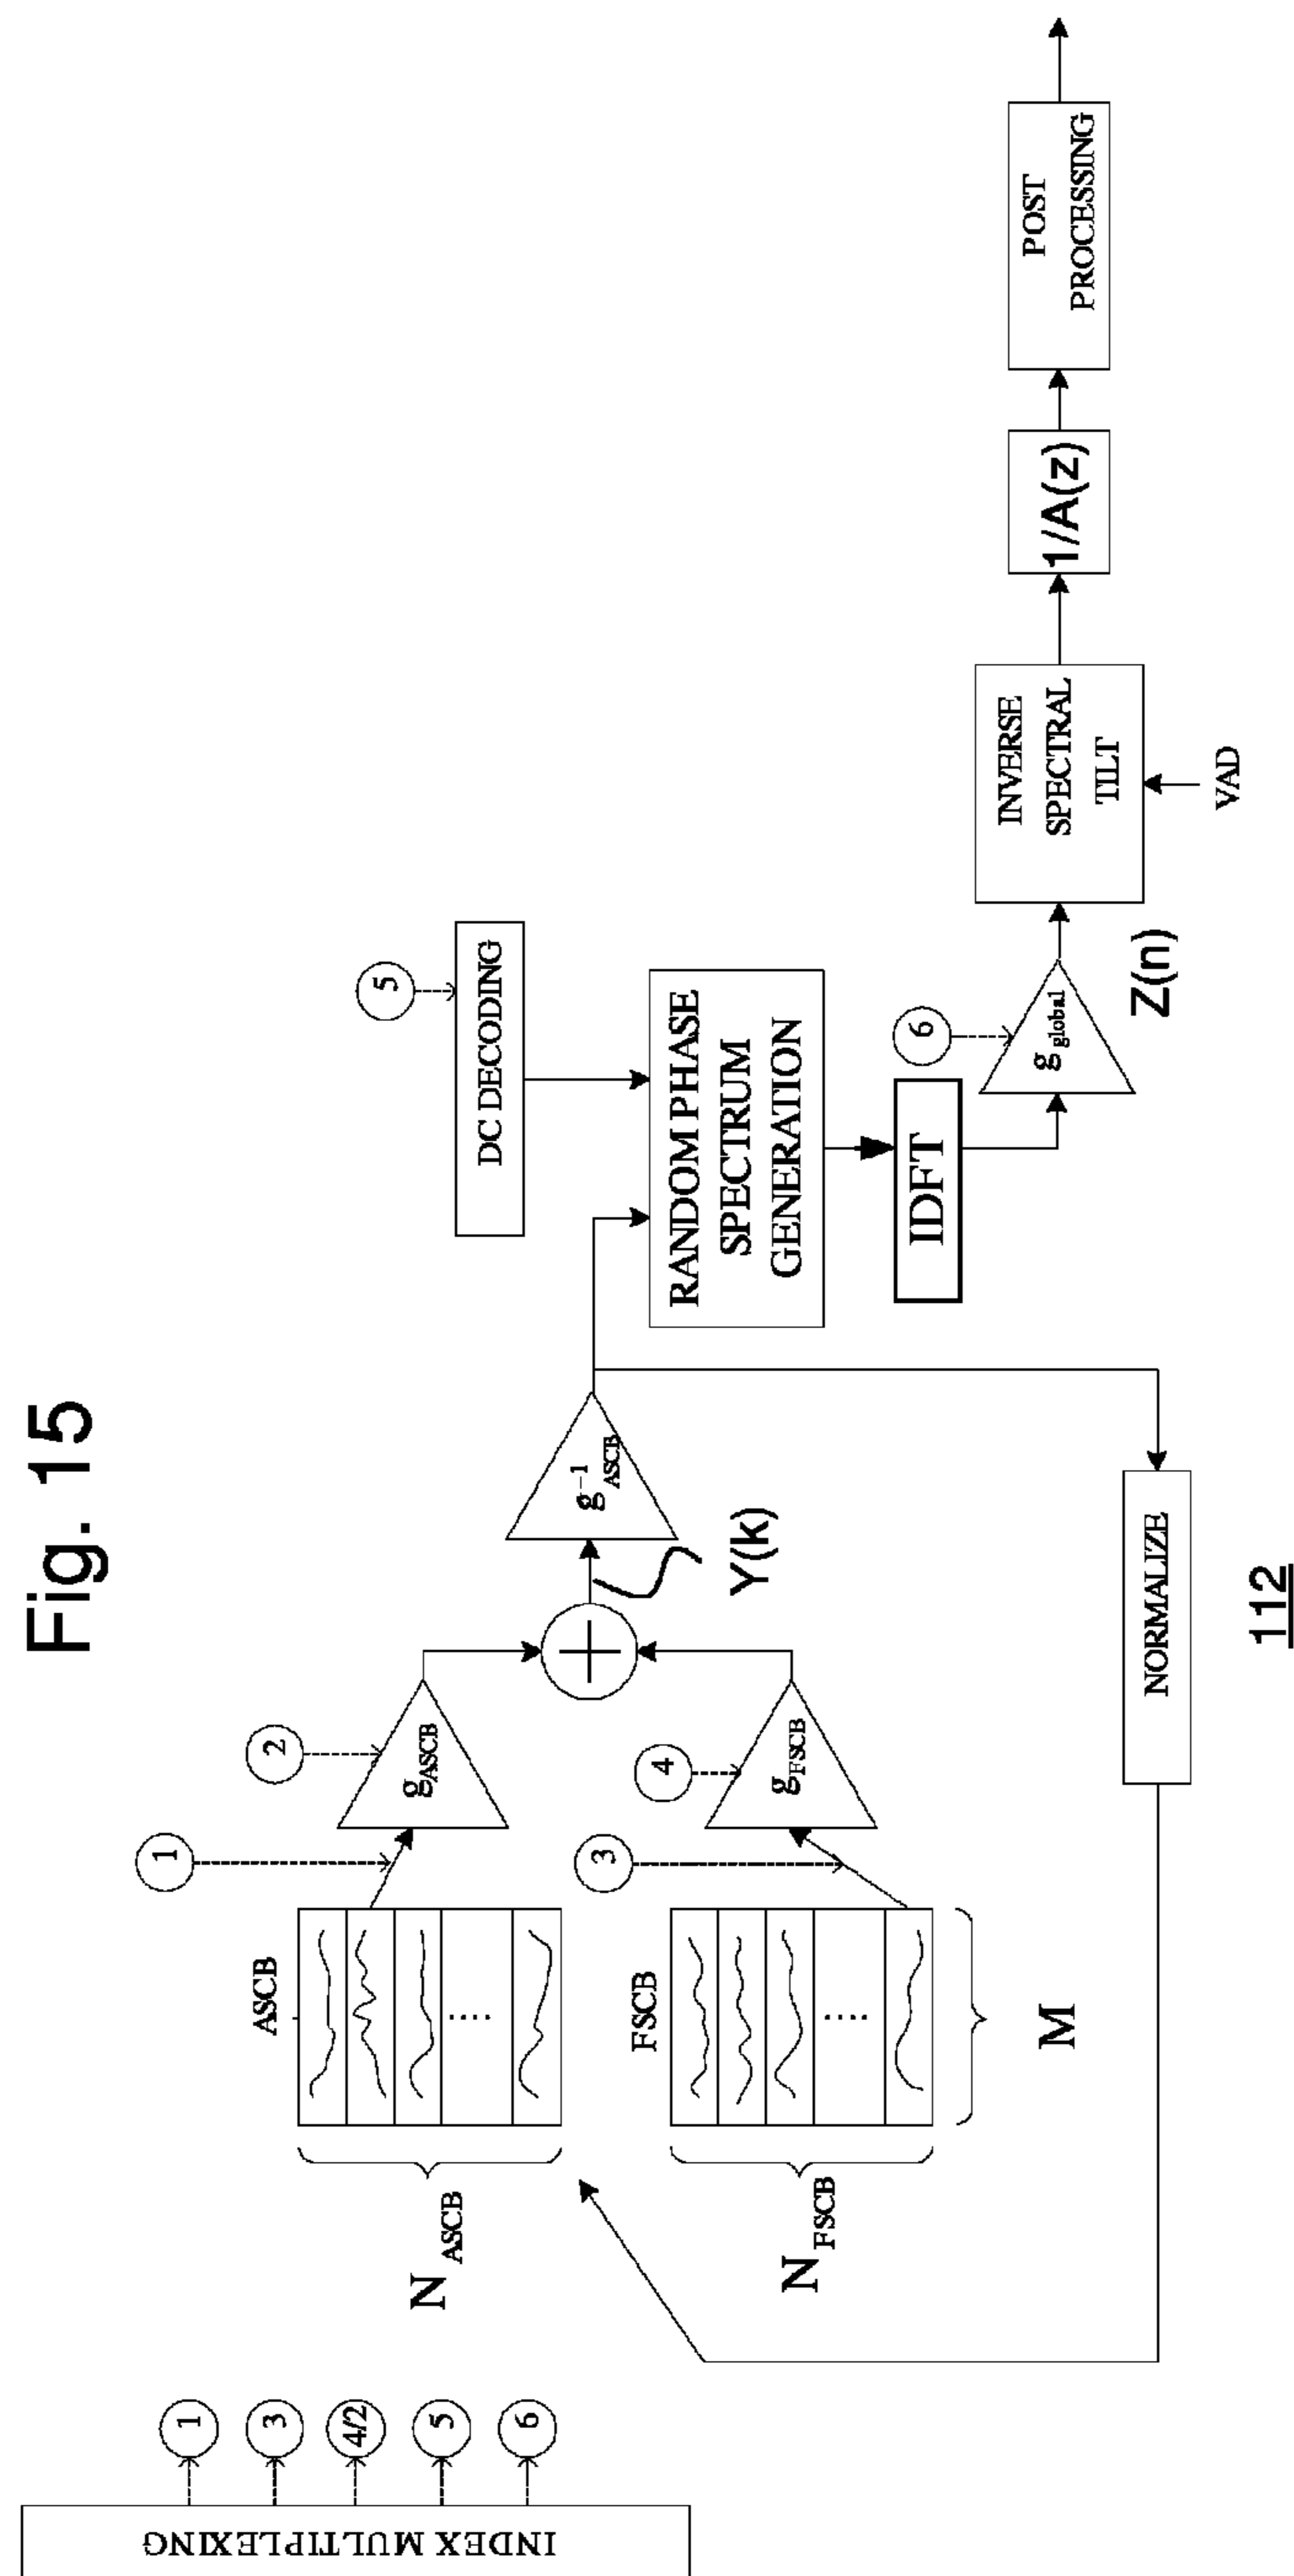 Fig. 15
INDEX MULTIPLEXING
1
3
4/2
5
6
ASCB
N ASCB
1
2
gASCB
FSCB
N FSCB
M
3
4
gFSCB
Y(k)
g-1 ASCB
NORMALIZE
5
DC DECODING
RANDOM PHASE
SPECTRUM
GENERATION
IDFT
6
g global
Z(n)
INVERSE
SPECTRAL
TILT
VAD
1/A(z)
POST
PROCESSING
112